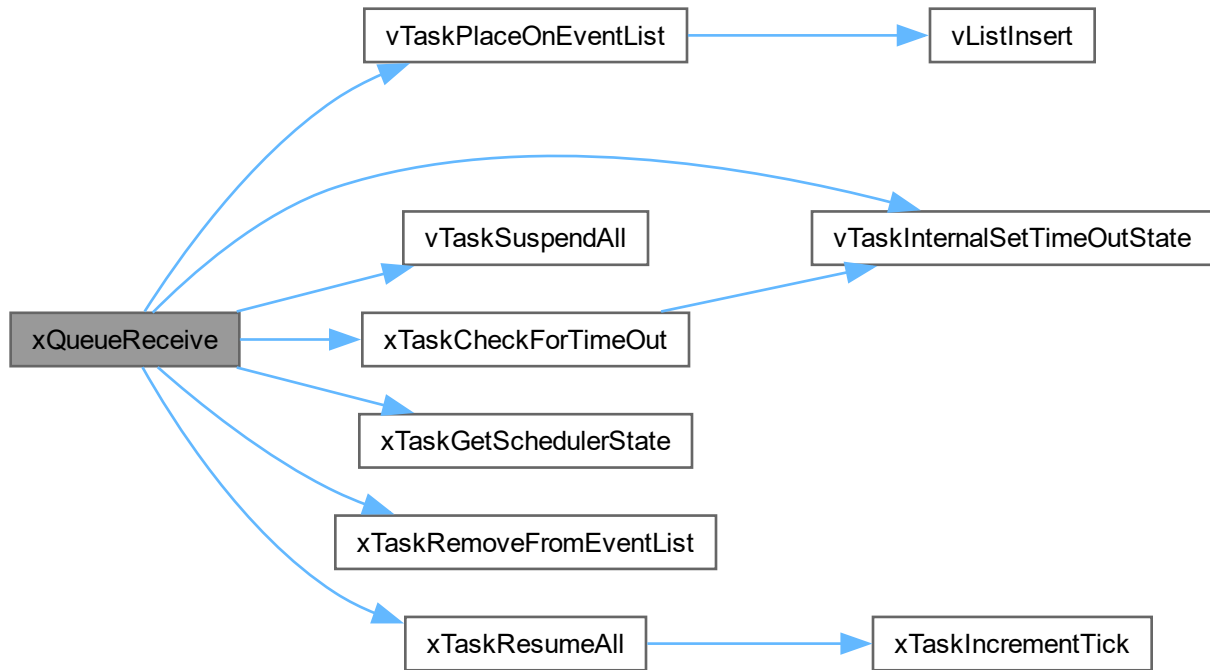 vTaskPlaceOnEventList
vListInsert
vTaskSuspendAll
vTaskInternalSetTimeOutState
xQueueReceive
xTaskCheckForTimeOut
xTaskGetSchedulerState
xTaskRemoveFromEventList
xTaskResumeAll
xTaskIncrementTick